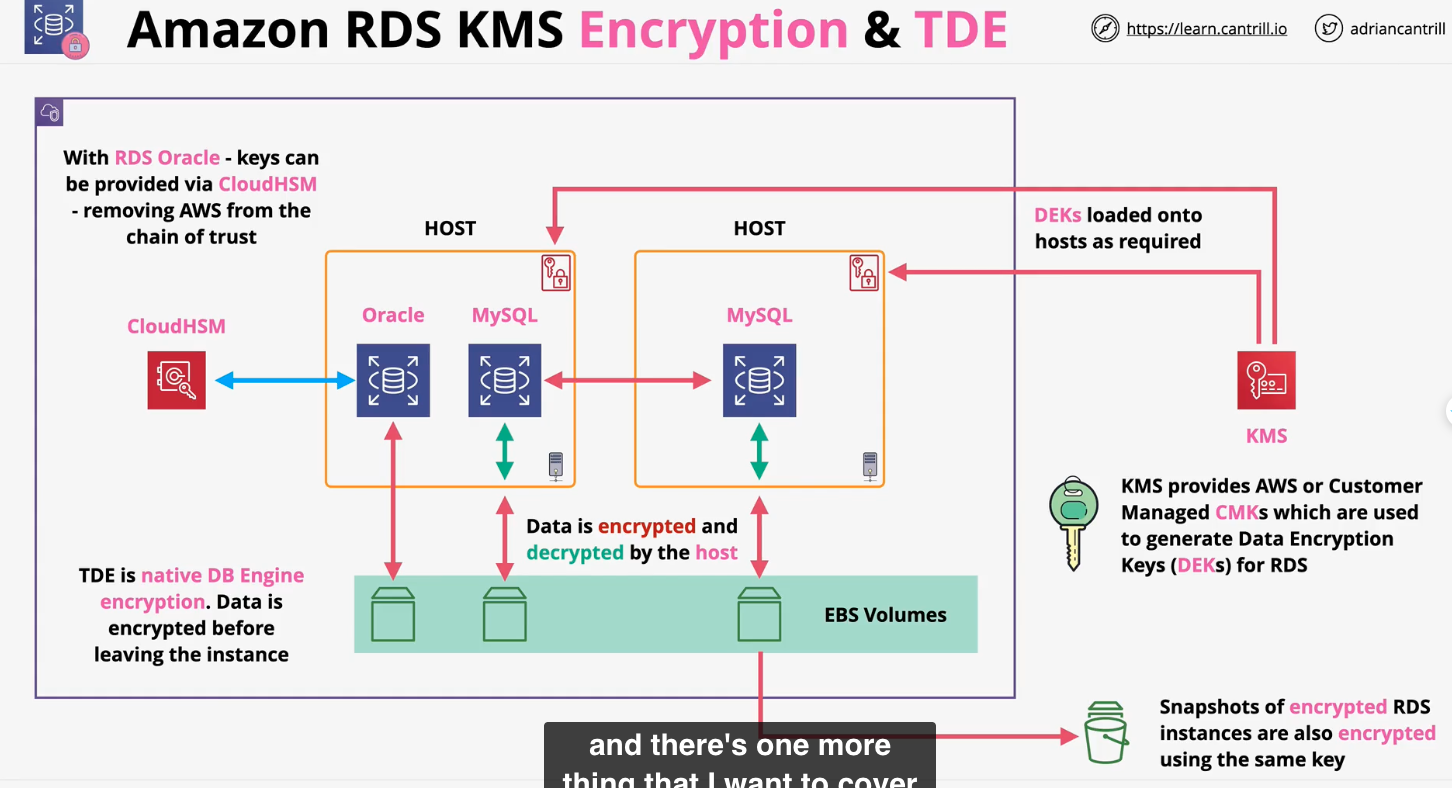 Amazon RDS KMS Encryption & TDE
https://learn.cantrill.io
adriancantrill
With RDS Oracle - keys can
be provided via CloudHSM
- removing AWS from the
chain of trust
HOST
HOST
DEKs loaded onto
hosts as required
CloudHSM
Oracle
MySQL
MySQL
KMS
KMS provides AWS or Customer
Managed CMKs which are used
to generate Data Encryption
Keys (DEKs) for RDS
Data is encrypted and
decrypted by the host
TDE is native DB Engine
encryption. Data is
encrypted before
leaving the instance
EBS Volumes
Snapshots of encrypted RDS
instances are also encrypted
using the same key
and there's one more
thing that I want to cover